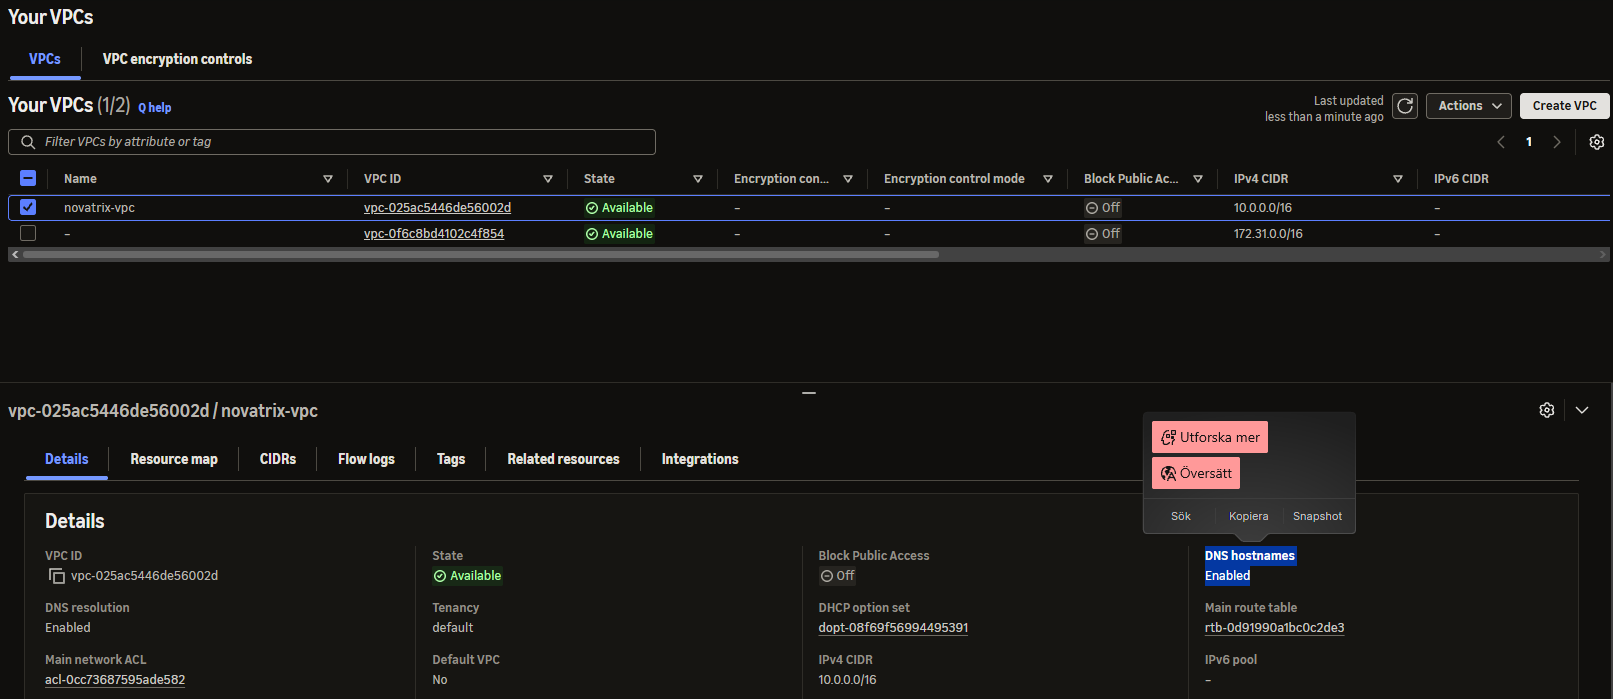 Your VPCs
VPCs
VPC encryption controls
Your VPCs (1/2) Q help
Last updated
less than a minute ago
Actions
Create VPC
Filter VPCs by attribute or tag
1
Name VPC ID State Encryption con... Encryption control mode Block Public Ac... IPv4 CIDR IPv6 CIDR
novatrix-vpc vpc-025ac5446de56002d Available – – Off 10.0.0.0/16 –
– vpc-0f6c8bd4102c4f854 Available – – Off 172.31.0.0/16 –
vpc-025ac5446de56002d / novatrix-vpc
Utforska mer
Översätt
Sök Kopiera Snapshot
Details Resource map CIDRs Flow logs Tags Related resources Integrations
Details
VPC ID
vpc-025ac5446de56002d
State
Available
Block Public Access
Off
DNS hostnames
Enabled
DNS resolution
Enabled
Tenancy
default
DHCP option set
dopt-08f69f56994495391
Main route table
rtb-0d91990a1bc0c2de3
Main network ACL
acl-0cc73687595ade582
Default VPC
No
IPv4 CIDR
10.0.0.0/16
IPv6 pool
–